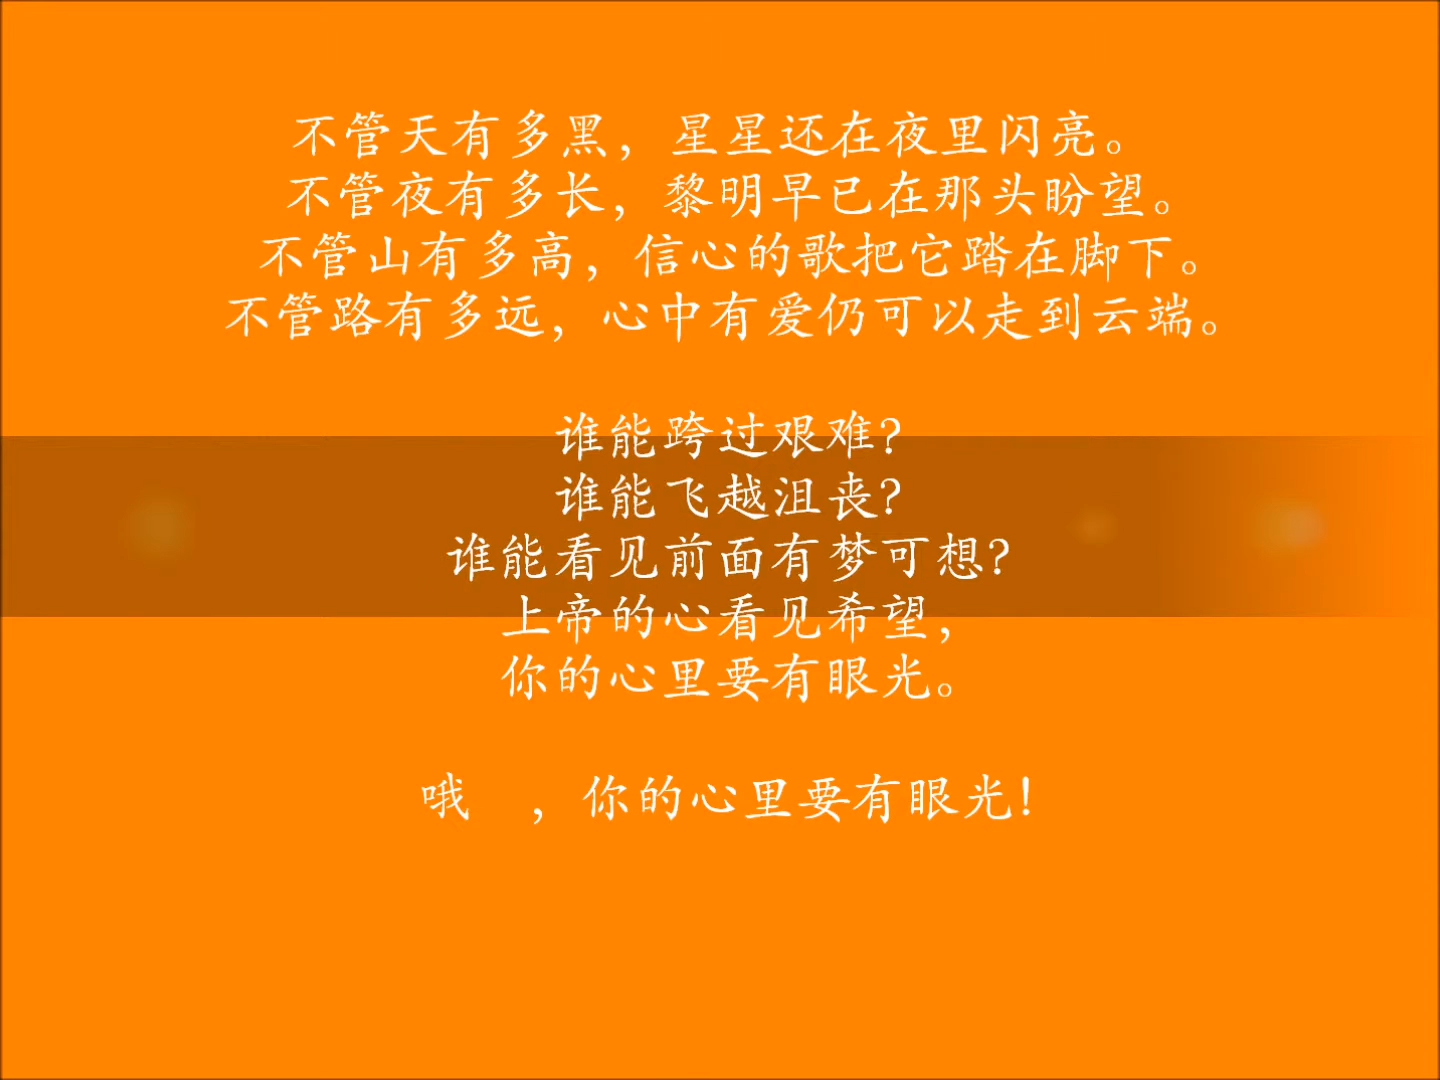 不管天有多黑，星星还在夜里闪亮。
不管夜有多长，黎明早已在那头盼望。
不管山有多高，信心的歌把它踏在脚下。
不管路有多远，心中有爱仍可以走到云端。
谁能跨过艰难？
谁能飞越沮丧？
谁能看见前面有梦可想？
上帝的心看见希望，
你的心里要有眼光。
哦　，你的心里要有眼光！